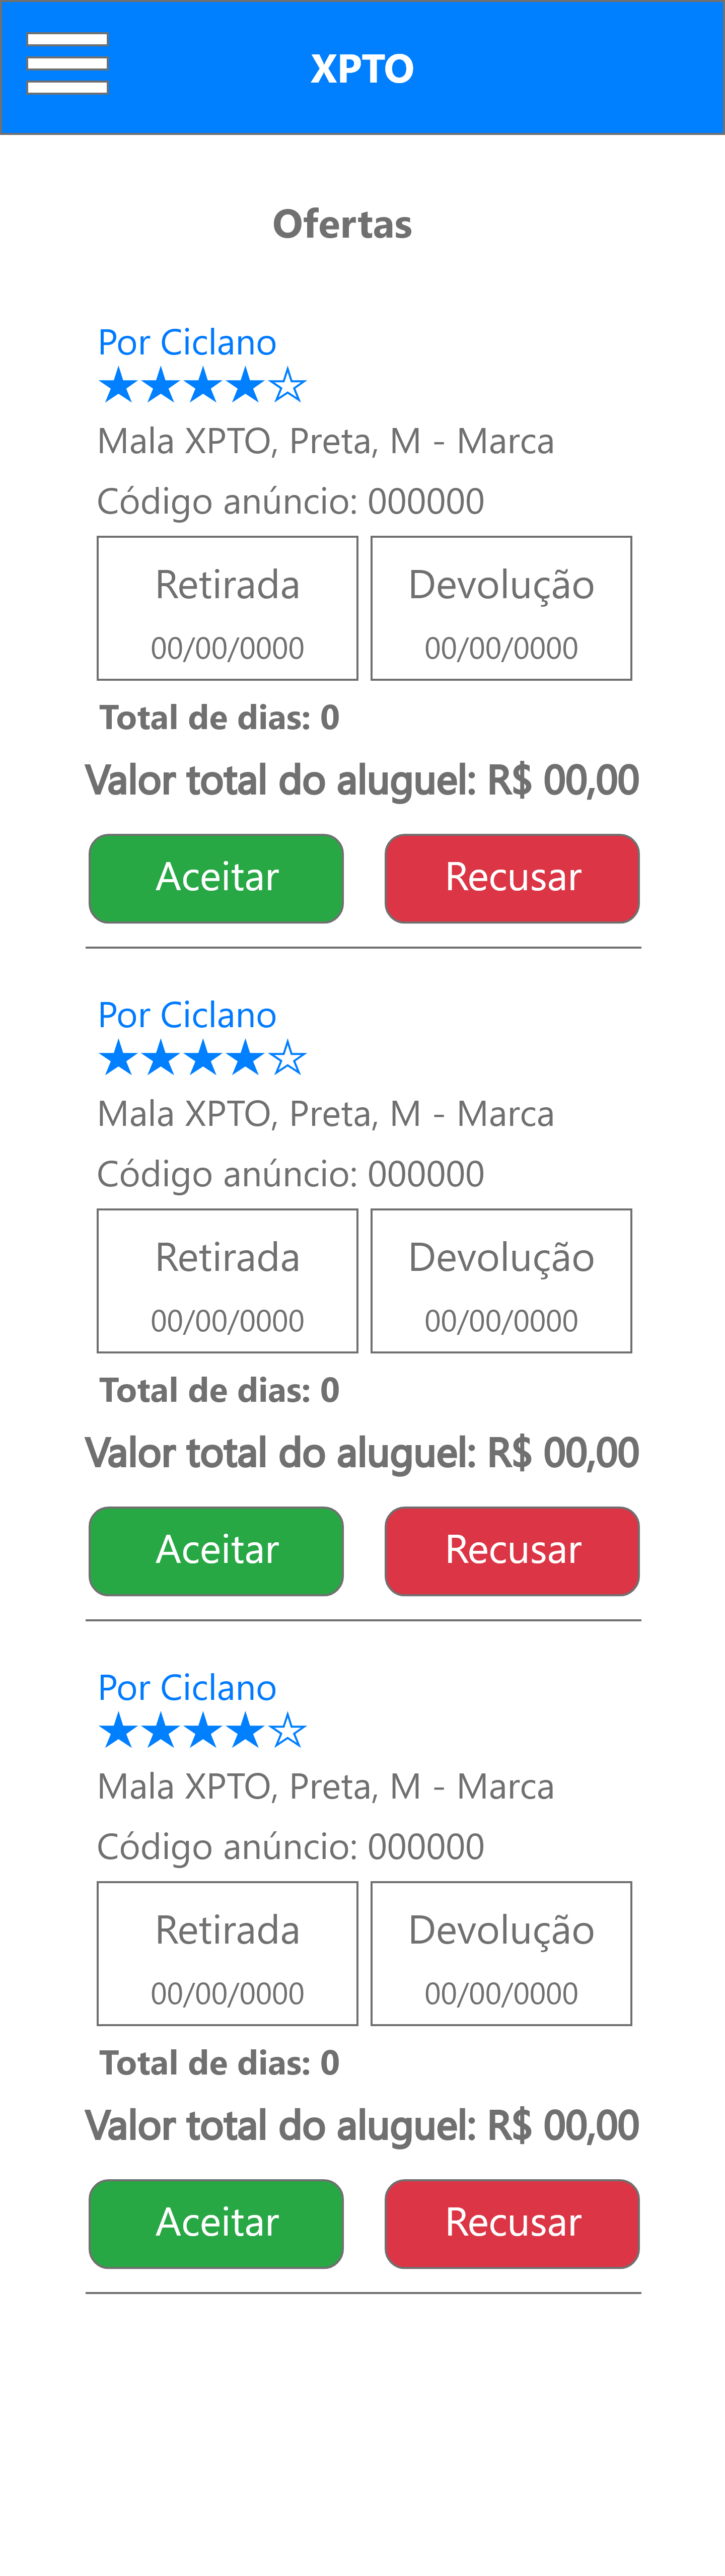 XPTO
Ofertas
Por Ciclano
★★★★☆
Mala XPTO, Preta, M - Marca
Código anúncio: 000000
Retirada
Devolução
00/00/0000
00/00/0000
Total de dias: 0
Valor total do aluguel: R$ 00,00
Aceitar
Recusar
Por Ciclano
★★★★☆
Mala XPTO, Preta, M - Marca
Código anúncio: 000000
Retirada
Devolução
00/00/0000
00/00/0000
Total de dias: 0
Valor total do aluguel: R$ 00,00
Aceitar
Recusar
Por Ciclano
★★★★☆
Mala XPTO, Preta, M - Marca
Código anúncio: 000000
Retirada
Devolução
00/00/0000
00/00/0000
Total de dias: 0
Valor total do aluguel: R$ 00,00
Aceitar
Recusar